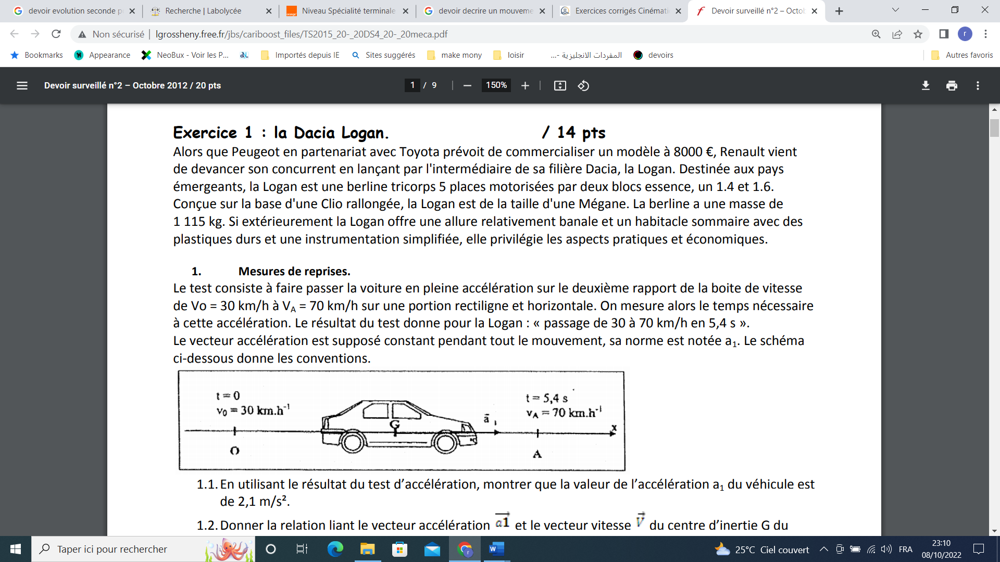 devoir evolution seconde p
Recherche | Labolycée
Niveau Spécialité terminale
devoir decrire un mouveme
Exercices corrigés Cinémati
Devoir surveillé n°2 – Octob
Non sécurisé | lgrossheny.free.fr/jbs/cariboost_files/TS2015_20-_20DS4_20-_20meca.pdf
r
Bookmarks
Appearance
NeoBux - Voir les P...
Importés depuis IE
Sites suggérés
make mony
loisir
المفردات الانجليزية -...
devoirs
Autres favoris
Devoir surveillé n°2 – Octobre 2012 / 20 pts
1 / 9
150%
Exercice 1 : la Dacia Logan. / 14 pts
Alors que Peugeot en partenariat avec Toyota prévoit de commercialiser un modèle à 8000 €, Renault vient
de devancer son concurrent en lançant par l'intermédiaire de sa filière Dacia, la Logan. Destinée aux pays
émergeants, la Logan est une berline tricorps 5 places motorisées par deux blocs essence, un 1.4 et 1.6.
Conçue sur la base d'une Clio rallongée, la Logan est de la taille d'une Mégane. La berline a une masse de
1 115 kg. Si extérieurement la Logan offre une allure relativement banale et un habitacle sommaire avec des
plastiques durs et une instrumentation simplifiée, elle privilégie les aspects pratiques et économiques.
1. Mesures de reprises.
Le test consiste à faire passer la voiture en pleine accélération sur le deuxième rapport de la boite de vitesse
de Vo = 30 km/h à VA = 70 km/h sur une portion rectiligne et horizontale. On mesure alors le temps nécessaire
à cette accélération. Le résultat du test donne pour la Logan : « passage de 30 à 70 km/h en 5,4 s ».
Le vecteur accélération est supposé constant pendant tout le mouvement, sa norme est notée a₁. Le schéma
ci-dessous donne les conventions.
t = 0
v₀ = 30 km.h⁻¹
t = 5,4 s
vA = 70 km.h⁻¹
G
a⃗ ₁
x
O
A
1.1. En utilisant le résultat du test d’accélération, montrer que la valeur de l’accélération a₁ du véhicule est
de 2,1 m/s².
1.2. Donner la relation liant le vecteur accélération a1 et le vecteur vitesse V⃗ du centre d’inertie G du
Taper ici pour rechercher
25°C Ciel couvert
FRA
23:10
08/10/2022